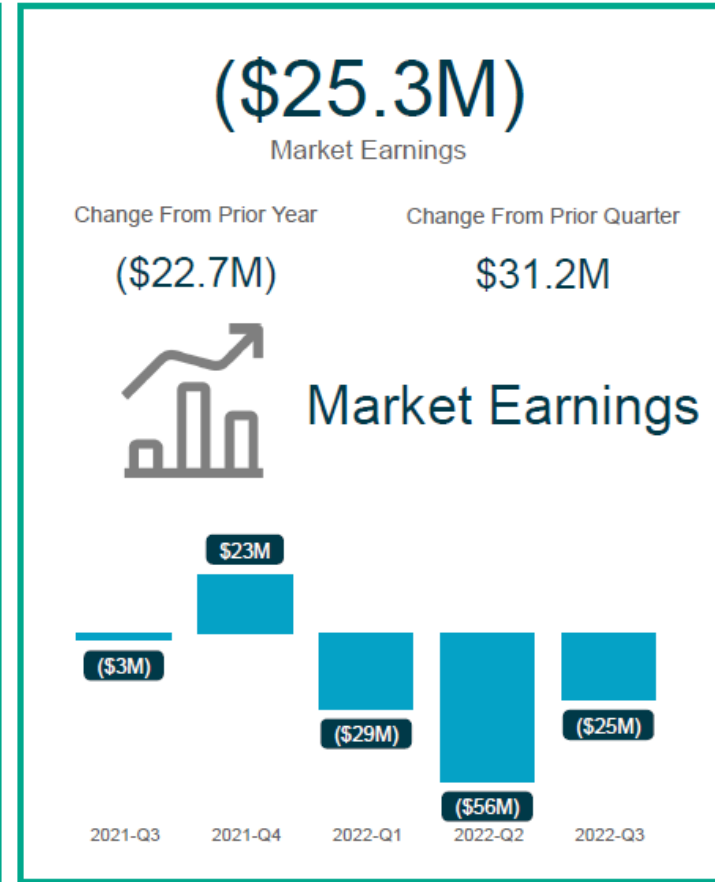 ($25.3M)
Market Earnings
Change From Prior Year
Change From Prior Quarter
($22.7M)
$31.2M
Market Earnings
$23M
($3M)
($29M)
($56M)
($25M)
2021-Q3
2021-Q4
2022-Q1
2022-Q2
2022-Q3